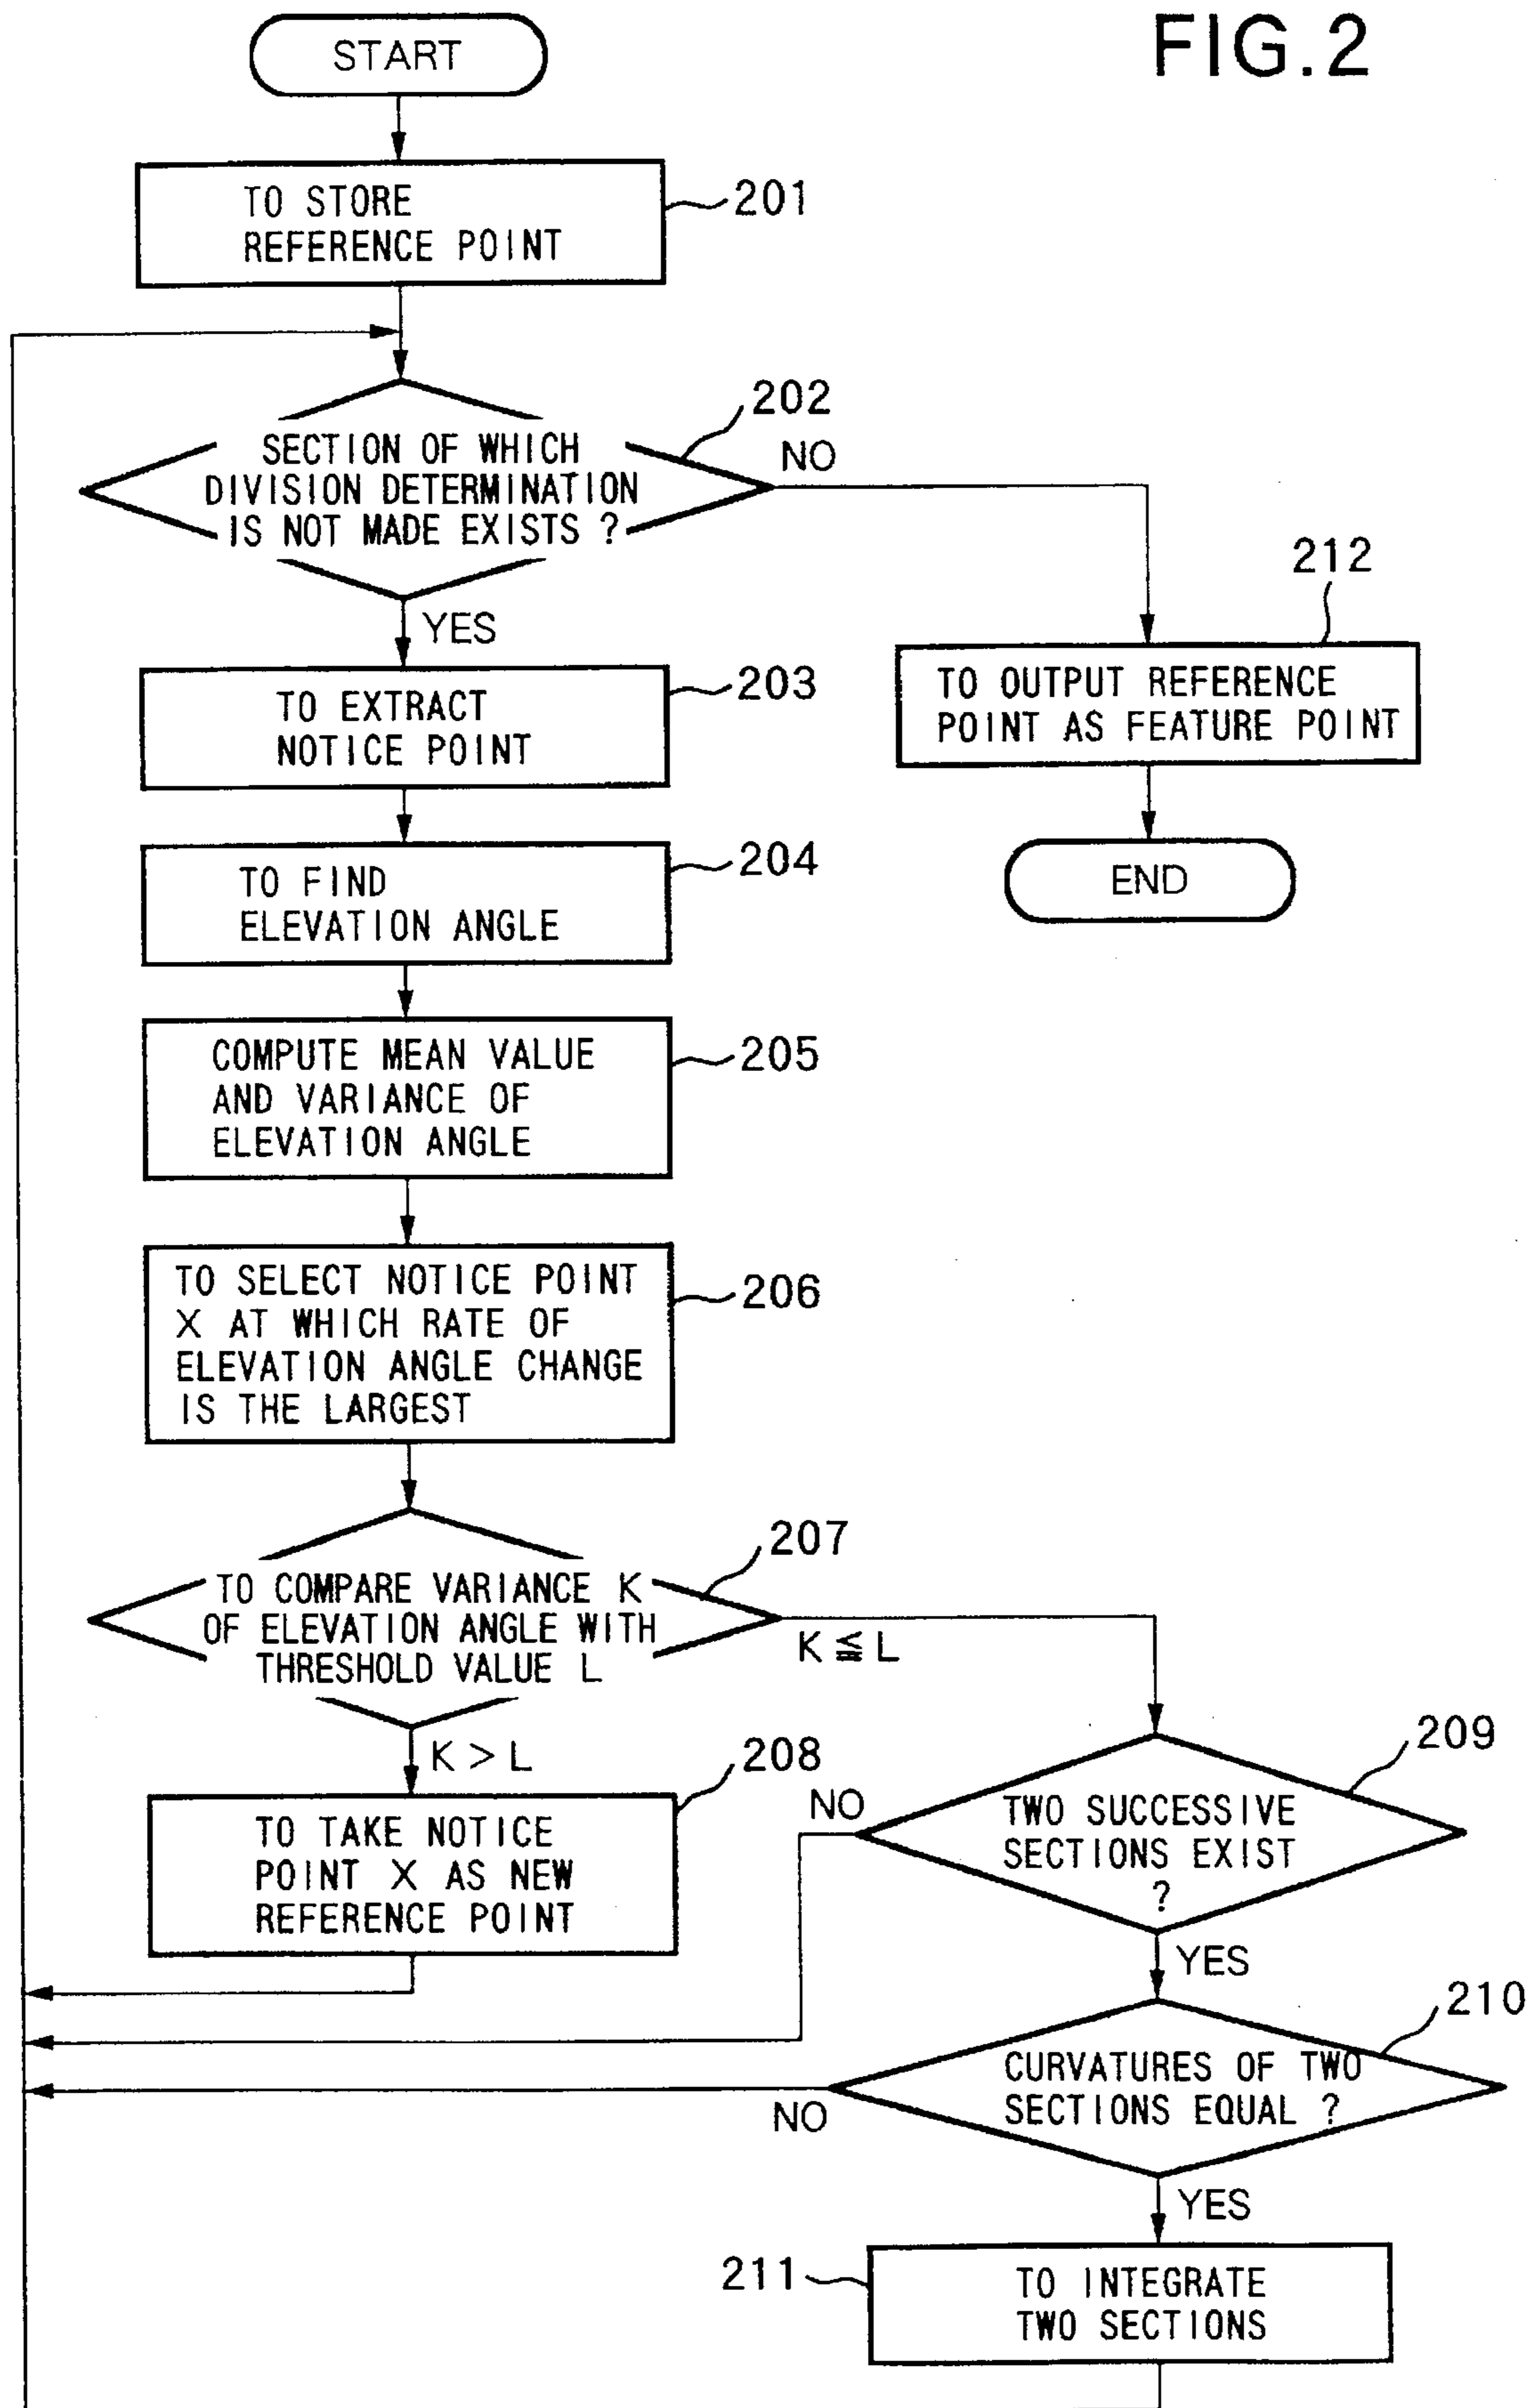 FIG.2
START
TO STORE
REFERENCE POINT
201
SECTION OF WHICH
DIVISION DETERMINATION
IS NOT MADE EXISTS ?
202
NO
YES
212
TO OUTPUT REFERENCE
POINT AS FEATURE POINT
END
TO EXTRACT
NOTICE POINT
203
TO FIND
ELEVATION ANGLE
204
COMPUTE MEAN VALUE
AND VARIANCE OF
ELEVATION ANGLE
205
TO SELECT NOTICE POINT
X AT WHICH RATE OF
ELEVATION ANGLE CHANGE
IS THE LARGEST
206
TO COMPARE VARIANCE K
OF ELEVATION ANGLE WITH
THRESHOLD VALUE L
207
K ≦ L
K > L
TO TAKE NOTICE
POINT X AS NEW
REFERENCE POINT
208
TWO SUCCESSIVE
SECTIONS EXIST
?
209
NO
YES
CURVATURES OF TWO
SECTIONS EQUAL ?
210
NO
YES
TO INTEGRATE
TWO SECTIONS
211